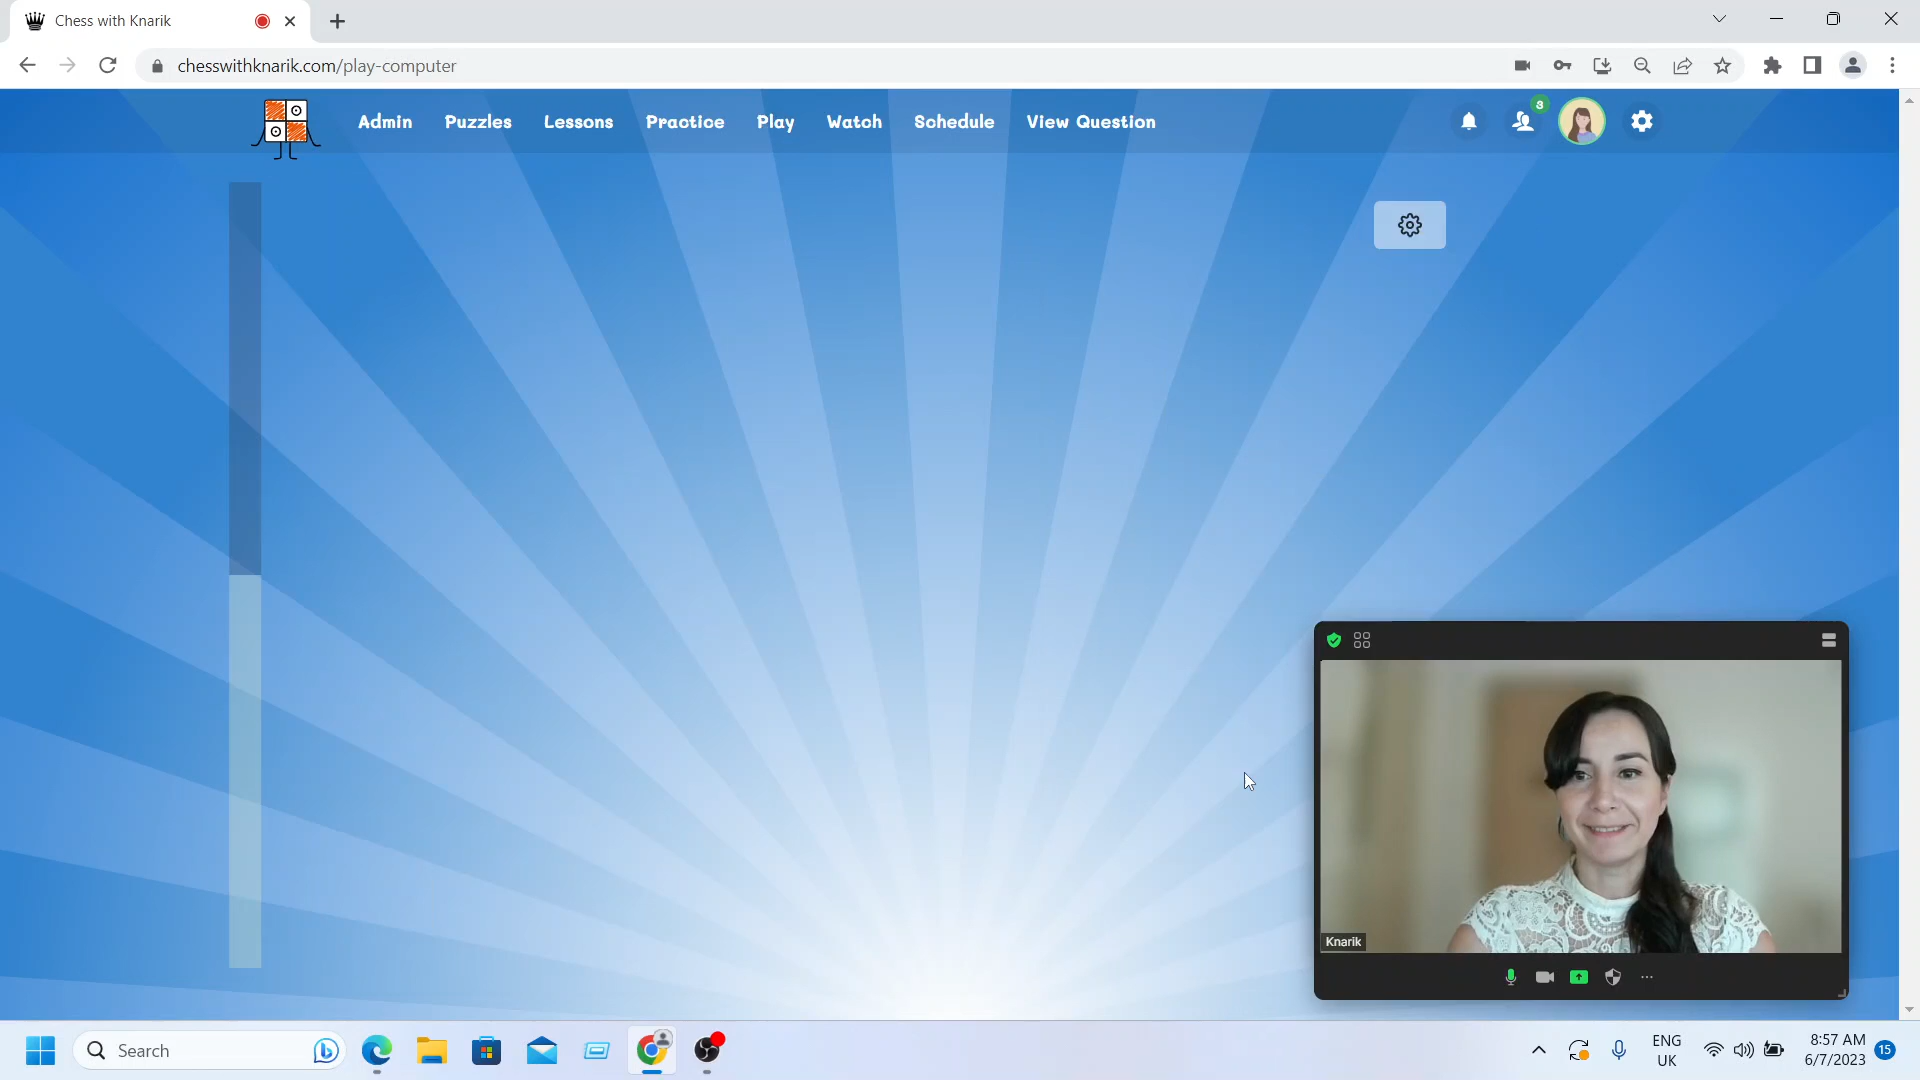 Chess with Knarik
chesswithknarik.com/play-computer
Admin Puzzles Lessons Practice Play Watch Schedule View Question
3
Knarik
Search
ENG
UK
8:57 AM
6/7/2023
15